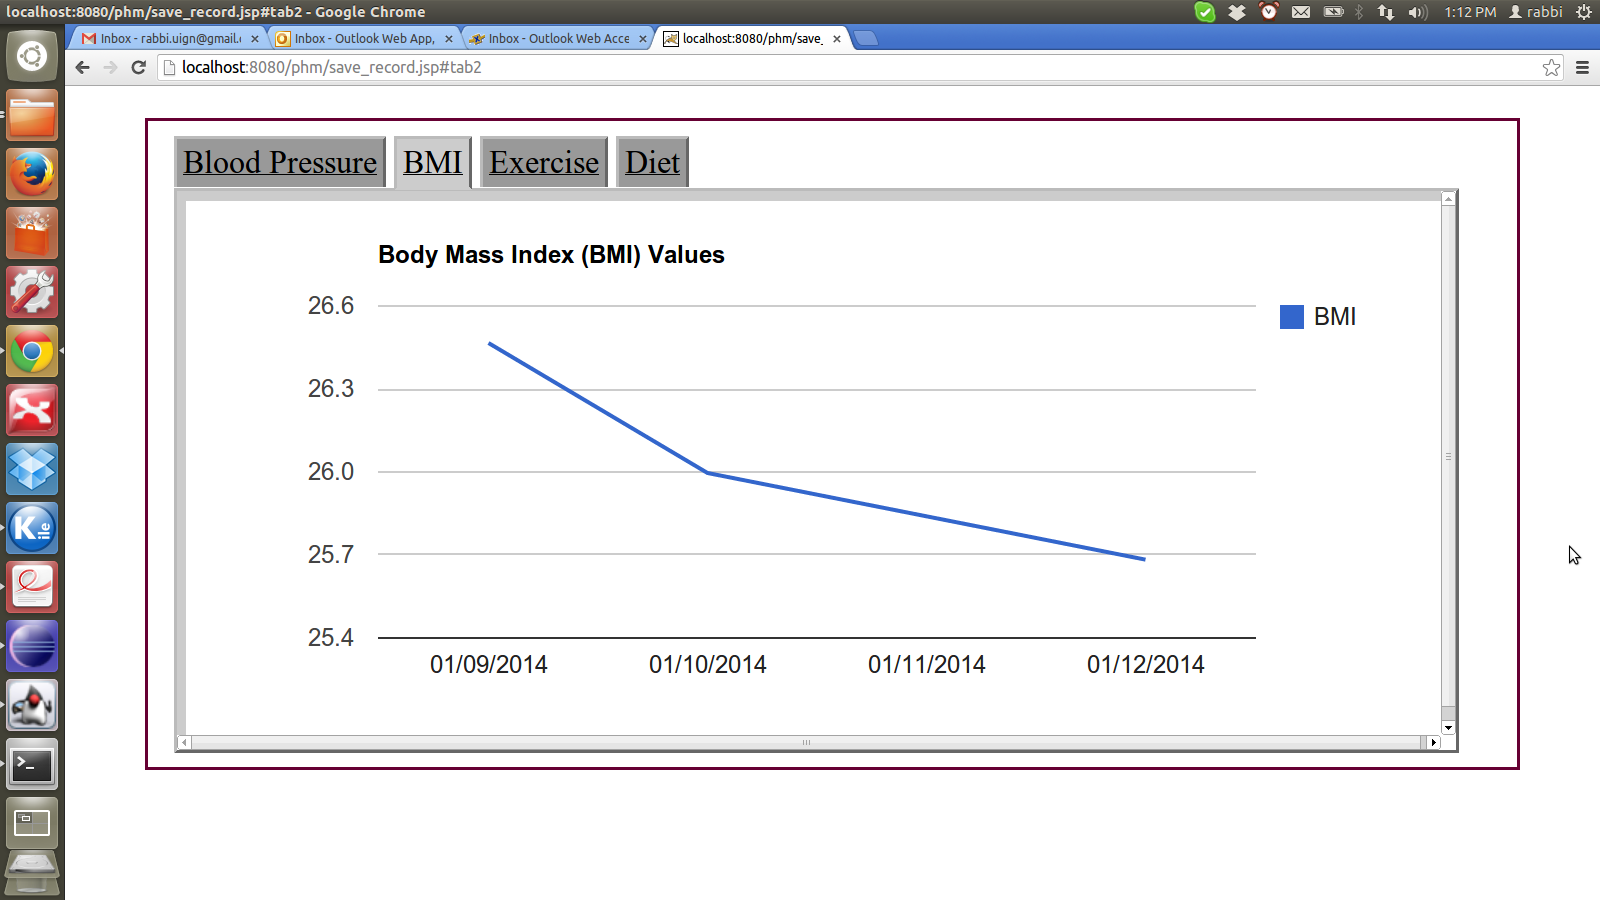 localhost:8080/phm/save_record.jsp#tab2 - Google Chrome
1:12 PM rabbi
Inbox - rabbi.uign@gmail.
Inbox - Outlook Web App,
Inbox - Outlook Web Acce
localhost:8080/phm/save_
localhost:8080/phm/save_record.jsp#tab2
Blood Pressure BMI Exercise Diet
Body Mass Index (BMI) Values
26.6
BMI
26.3
26.0
25.7
25.4
01/09/2014 01/10/2014 01/11/2014 01/12/2014
Kile
>_